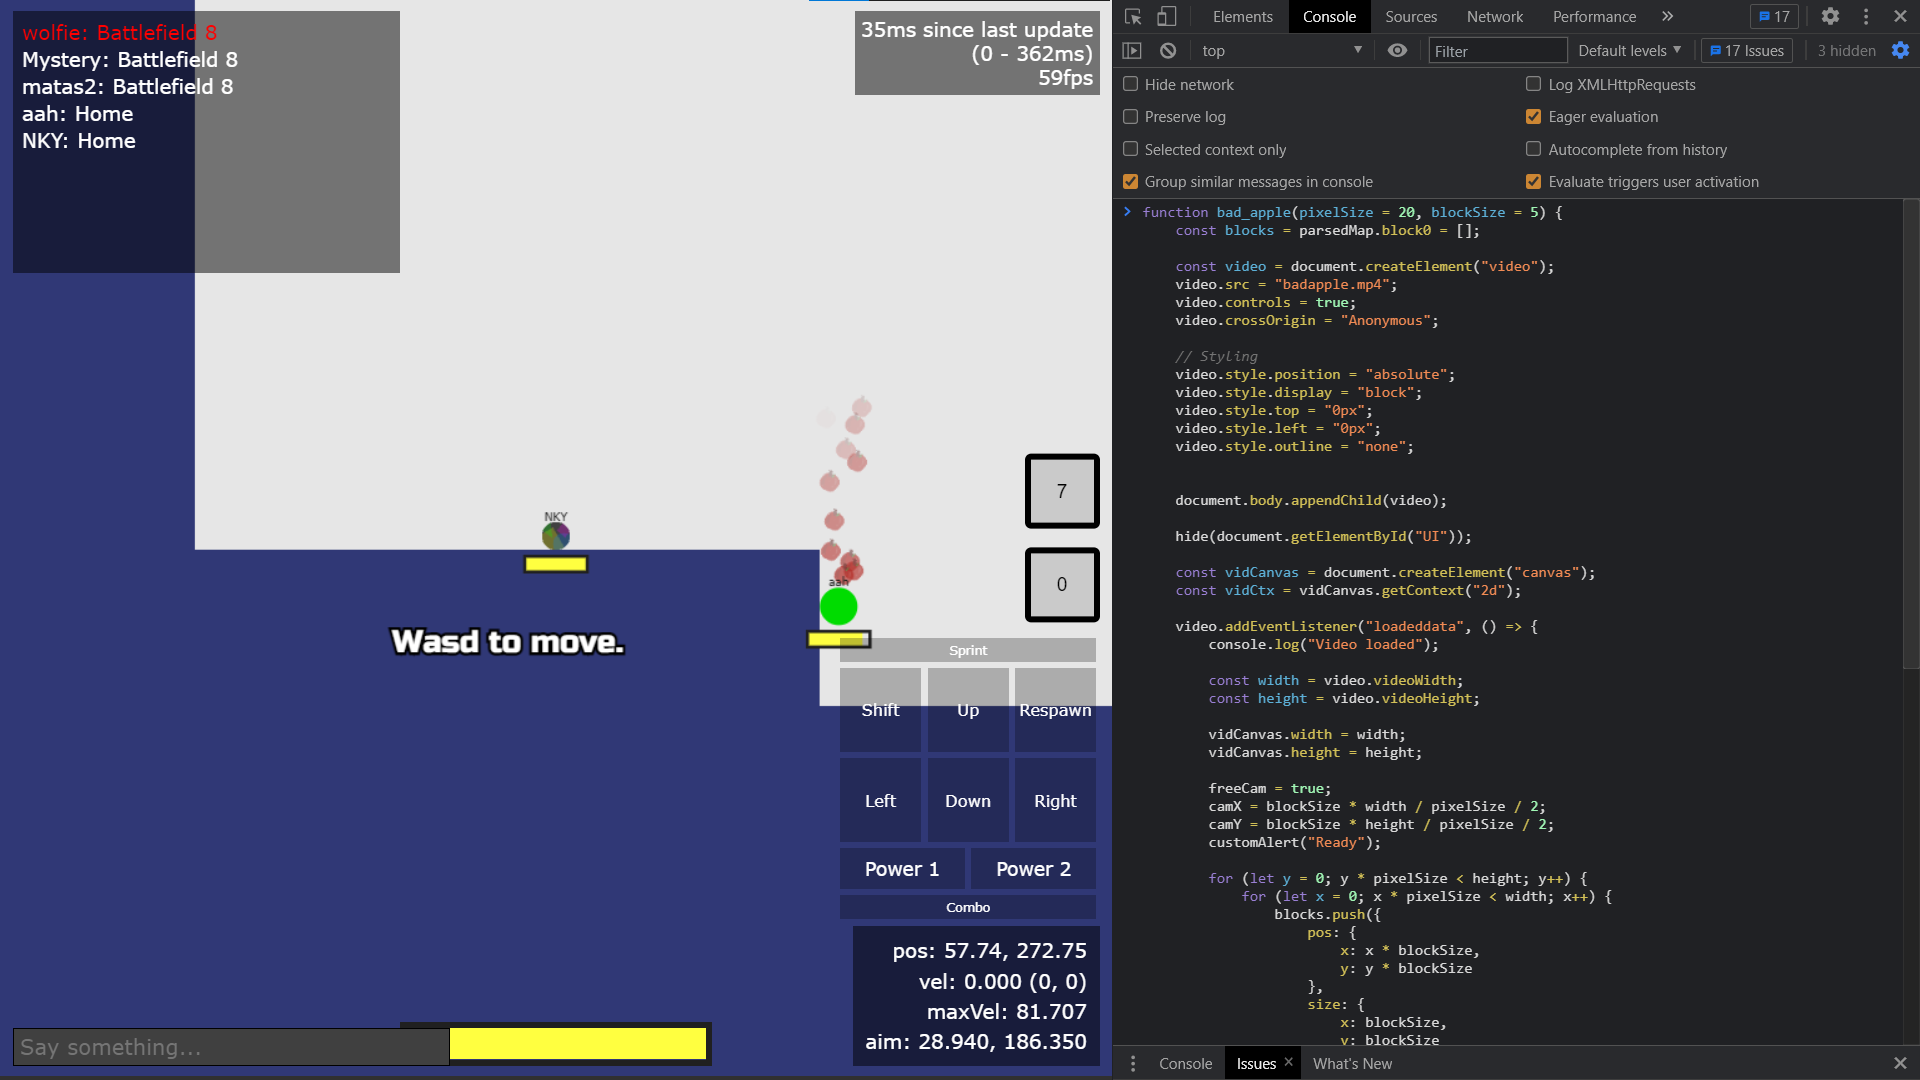 wolfie: Battlefield 8
Mystery: Battlefield 8
matas2: Battlefield 8
aah: Home
NKY: Home
35ms since last update
(0 - 362ms)
59fps
NKY
aah
Wasd to move.
7
0
Sprint
Shift Up Respawn
Left Down Right
Power 1 Power 2
Combo
pos: 57.74, 272.75
vel: 0.000 (0, 0)
maxVel: 81.707
aim: 28.940, 186.350
Say something...
Elements Console Sources Network Performance » 17
top Filter Default levels 17 Issues 3 hidden
Hide network Log XMLHttpRequests
Preserve log Eager evaluation
Selected context only Autocomplete from history
Group similar messages in console Evaluate triggers user activation
function bad_apple(pixelSize = 20, blockSize = 5) {
const blocks = parsedMap.block0 = [];
const video = document.createElement("video");
video.src = "badapple.mp4";
video.controls = true;
video.crossOrigin = "Anonymous";
// Styling
video.style.position = "absolute";
video.style.display = "block";
video.style.top = "0px";
video.style.left = "0px";
video.style.outline = "none";
document.body.appendChild(video);
hide(document.getElementById("UI"));
const vidCanvas = document.createElement("canvas");
const vidCtx = vidCanvas.getContext("2d");
video.addEventListener("loadeddata", () => {
console.log("Video loaded");
const width = video.videoWidth;
const height = video.videoHeight;
vidCanvas.width = width;
vidCanvas.height = height;
freeCam = true;
camX = blockSize * width / pixelSize / 2;
camY = blockSize * height / pixelSize / 2;
customAlert("Ready");
for (let y = 0; y * pixelSize < height; y++) {
for (let x = 0; x * pixelSize < width; x++) {
blocks.push({
pos: {
x: x * blockSize,
y: y * blockSize
},
size: {
x: blockSize,
y: blockSize
Console Issues × What's New